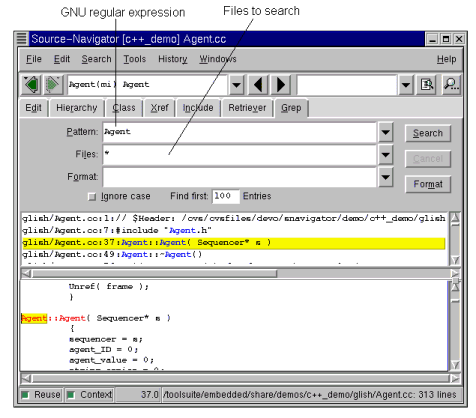 GNU regular expression
Files to search
Source-Navigator [c++_demo] Agent.cc
File Edit Search Tools History Windows Help
Agent(mi) Agent
Edit Hierarchy Class Xref Include Retriever Grep
Pattern: Agent Search
Files: * Cancel
Format: Format
Ignore case Find first: 100 Entries
glish/Agent.cc:1:// $Header: /cvs/cvsfiles/devo/snavigator/demo/c++_demo/glish
glish/Agent.cc:7:#include "Agent.h"
glish/Agent.cc:37:Agent::Agent( Sequencer* s )
glish/Agent.cc:49:Agent::~Agent()
Unref( frame );
}
Agent::Agent( Sequencer* s )
{
sequencer = s;
agent_ID = 0;
agent_value = 0;
Reuse Context 37.0 /toolsuite/embedded/share/demos/c++_demo/glish/Agent.cc: 313 lines